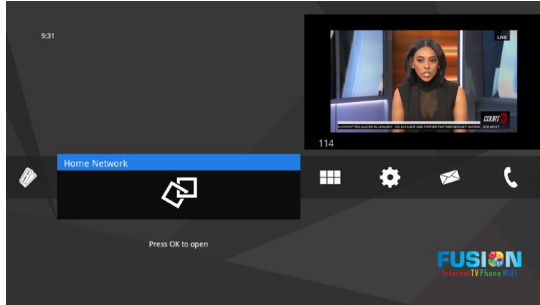 9:31
LIVE
COURT
114
Home Network
Press OK to open
FUSION
Internet TV Phone WiFi